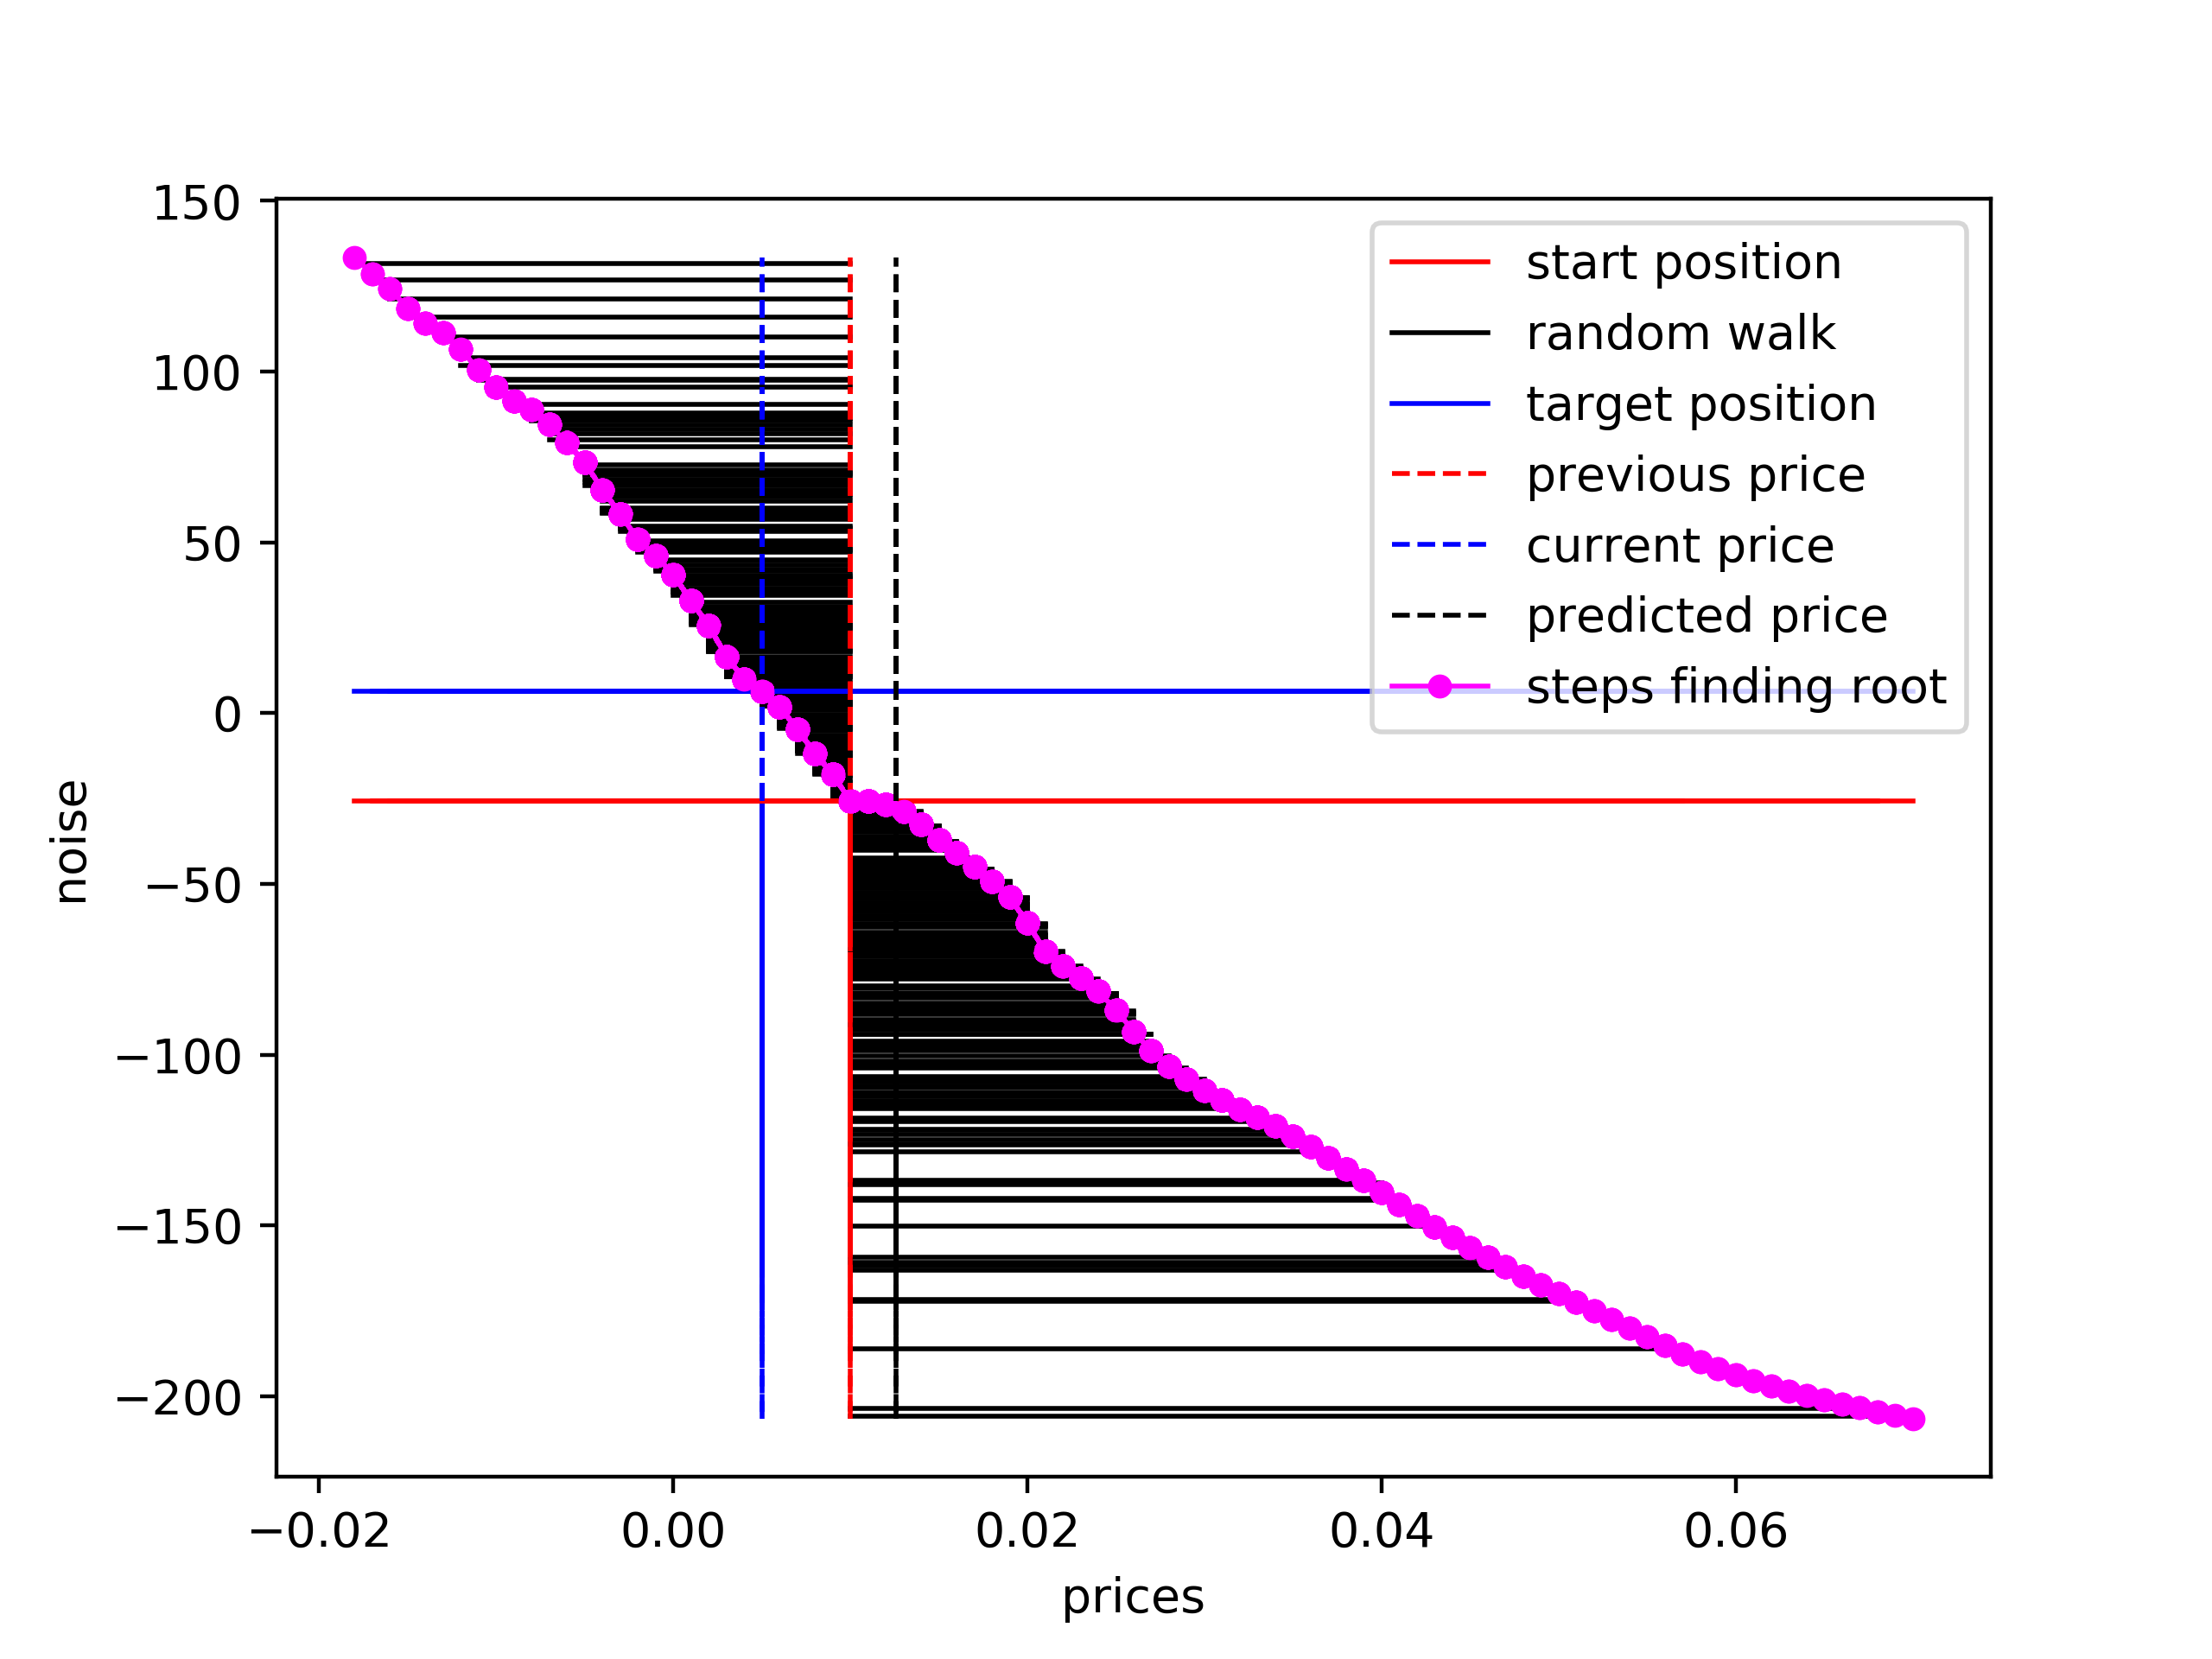 150
100
50
0
−50
−100
−150
−200
noise
−0.02
0.00
0.02
0.04
0.06
prices
start position
random walk
target position
previous price
current price
predicted price
steps finding root